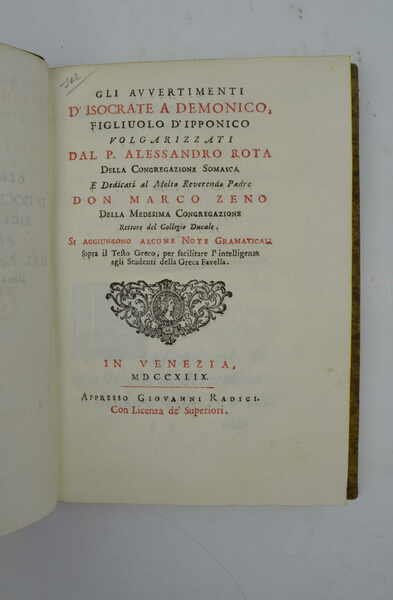 GLI AVVERTIMENTI
D'ISOCRATE A DEMONICO,
FIGLIUOLO D'IPPONICO
VOLGARIZZATI
DAL P. ALESSANDRO ROTA
DELLA CONGREGAZIONE SOMASCA.
E Dedicati al Molto Reverendo Padre
DON MARCO ZENO
DELLA MEDESIMA CONGREGAZIONE
Rettore del Collegio Ducale.
SI AGGIUNGONO ALCUNE NOTE GRAMATICALI
sopra il Testo Greco, per facilitare l'intelligenza
agli Studenti della Greca Favella.
IN VENEZIA,
MDCCXLIX.
APPRESSO GIOVANNI RADICI.
Con Licenza de' Superiori.